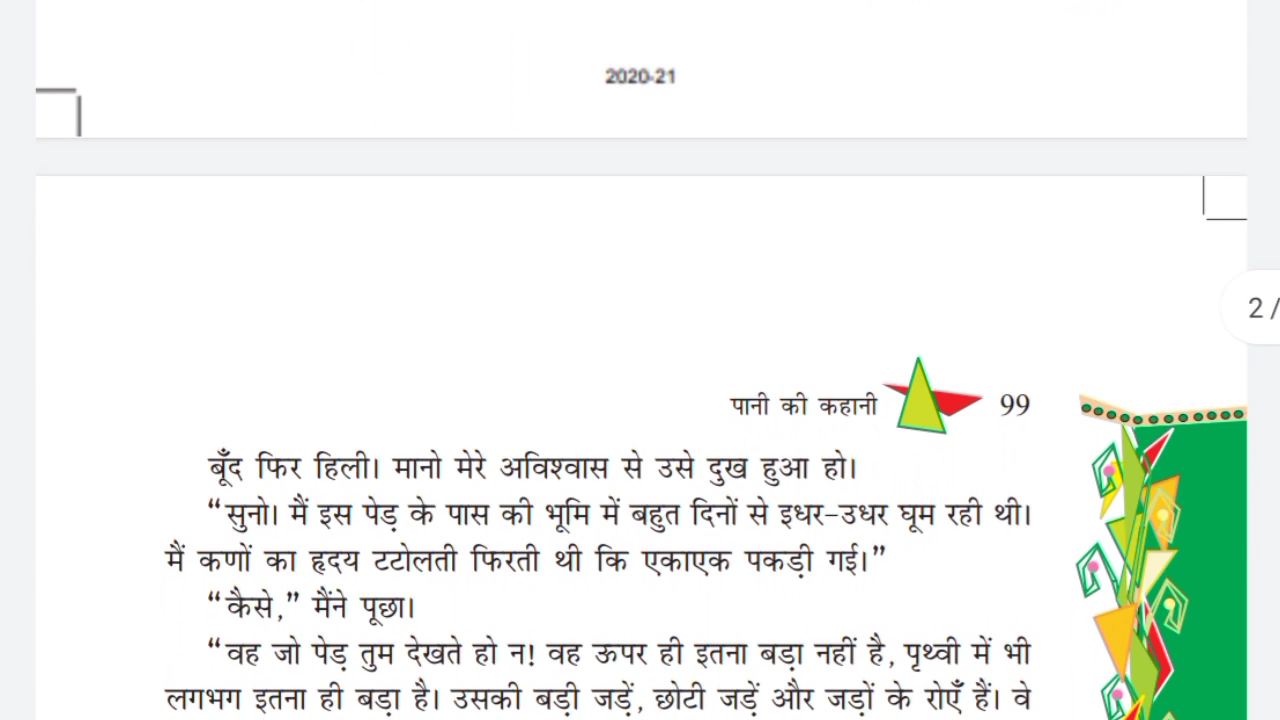 2020-21
2 /
पानी की कहानी 99
बूँद फिर हिली। मानो मेरे अविश्वास से उसे दुख हुआ हो।
“सुनो। मैं इस पेड़ के पास की भूमि में बहुत दिनों से इधर-उधर घूम रही थी।
मैं कणों का हृदय टटोलती फिरती थी कि एकाएक पकड़ी गई।”
“कैसे,” मैंने पूछा।
“वह जो पेड़ तुम देखते हो न! वह ऊपर ही इतना बड़ा नहीं है, पृथ्वी में भी
लगभग इतना ही बड़ा है। उसकी बड़ी जड़ें, छोटी जड़ें और जड़ों के रोएँ हैं। वे